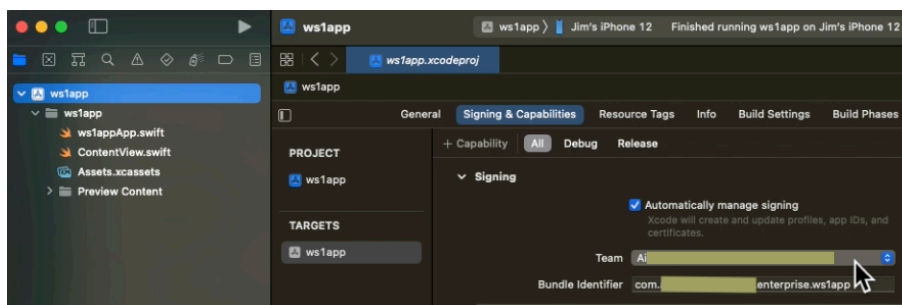 ws1app
ws1app 〉 Jim's iPhone 12 Finished running ws1app on Jim's iPhone 12
ws1app.xcodeproj
ws1app
ws1app
ws1app
ws1appApp.swift
ContentView.swift
Assets.xcassets
Preview Content
General Signing & Capabilities Resource Tags Info Build Settings Build Phases
+ Capability All Debug Release
PROJECT
ws1app
TARGETS
ws1app
Signing
Automatically manage signing
Xcode will create and update profiles, app IDs, and
certificates.
Team Ai
Bundle Identifier com. enterprise.ws1app